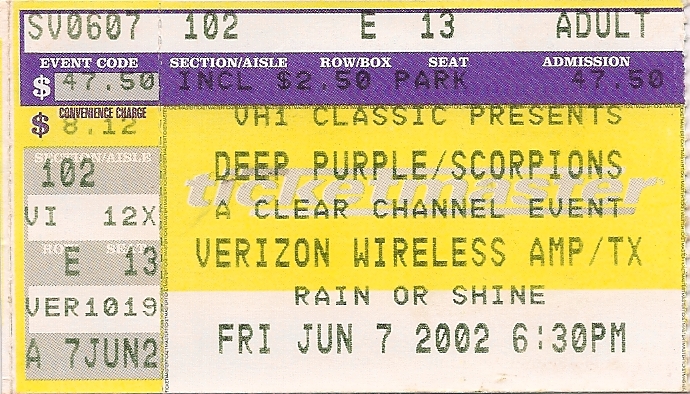 SV0607 102 E 13 ADULT
EVENT CODE SECTION/AISLE ROW/BOX SEAT ADMISSION
$ 47.50 INCL $2.50 PARK 47.50
CONVENIENCE CHARGE
$ 8.12 VH1 CLASSIC PRESENTS
SECTION/AISLE
102 DEEP PURPLE/SCORPIONS
ticketmaster
VI 12X A CLEAR CHANNEL EVENT
ROW SEAT
E 13 VERIZON WIRELESS AMP/TX
VER1019 RAIN OR SHINE
A 7JUN2 FRI JUN 7 2002 6:30PM